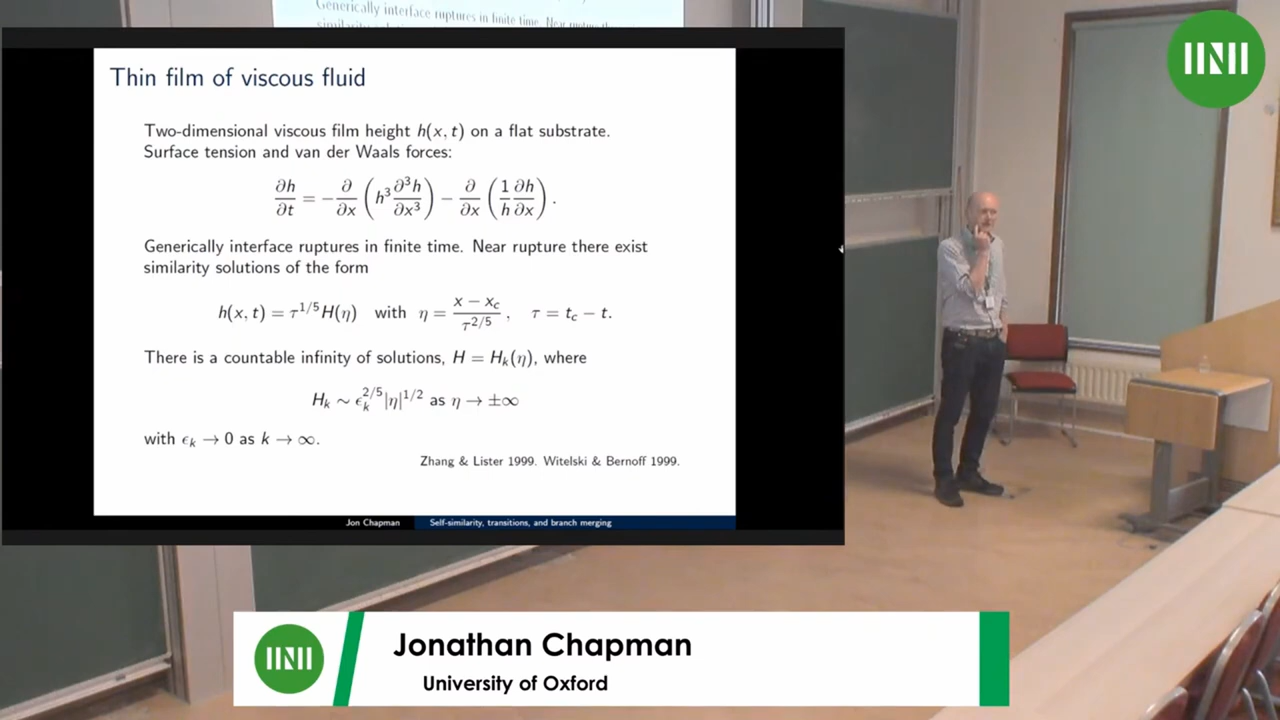 Generically interface ruptures in finite time. Near rupture the
Thin film of viscous fluid
Two-dimensional viscous film height h(x, t) on a flat substrate.
Surface tension and van der Waals forces:
∂h/∂t = −∂/∂x (h³ ∂³h/∂x³) − ∂/∂x (1/h ∂h/∂x).
Generically interface ruptures in finite time. Near rupture there exist
similarity solutions of the form
h(x, t) = τ^{1/5}H(η) with η = (x − x_c)/τ^{2/5}, τ = t_c − t.
There is a countable infinity of solutions, H = H_k(η), where
H_k ∼ ϵ_k^{2/5}|η|^{1/2} as η → ±∞
with ϵ_k → 0 as k → ∞.
Zhang & Lister 1999. Witelski & Bernoff 1999.
Jon Chapman Self-similarity, transitions, and branch merging
Jonathan Chapman
University of Oxford